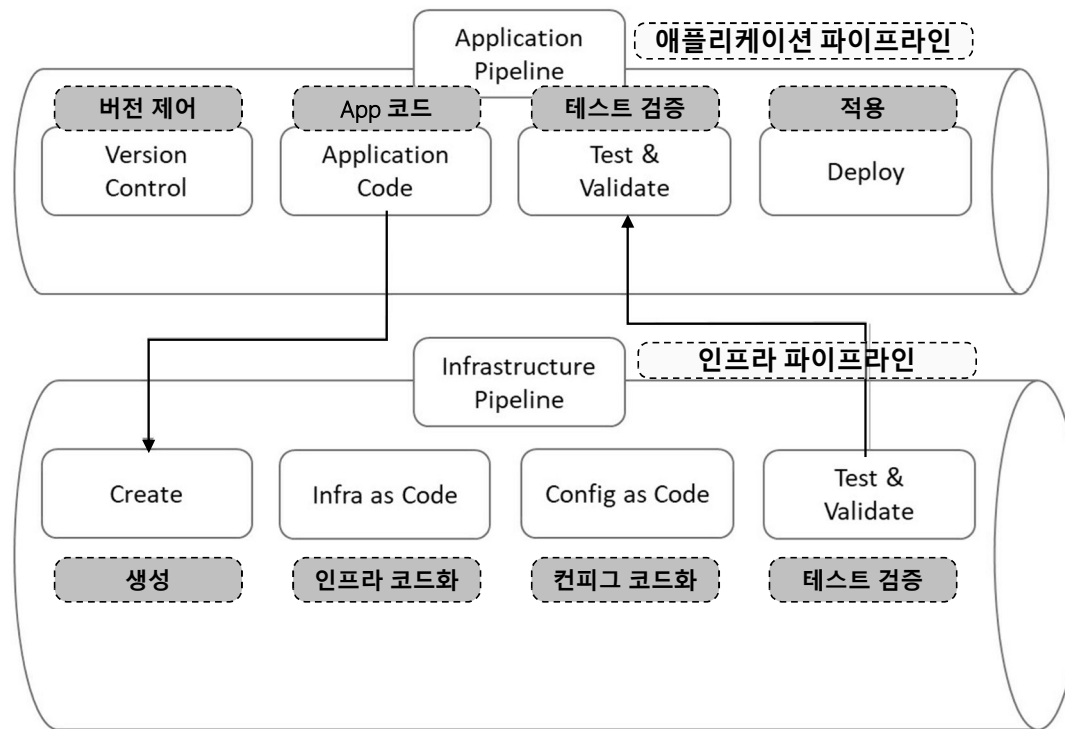 Application
Pipeline
애플리케이션 파이프라인
버전 제어
App 코드
테스트 검증
적용
Version
Control
Application
Code
Test &
Validate
Deploy
Infrastructure
Pipeline
인프라 파이프라인
Create
Infra as Code
Config as Code
Test &
Validate
생성
인프라 코드화
컨피그 코드화
테스트 검증